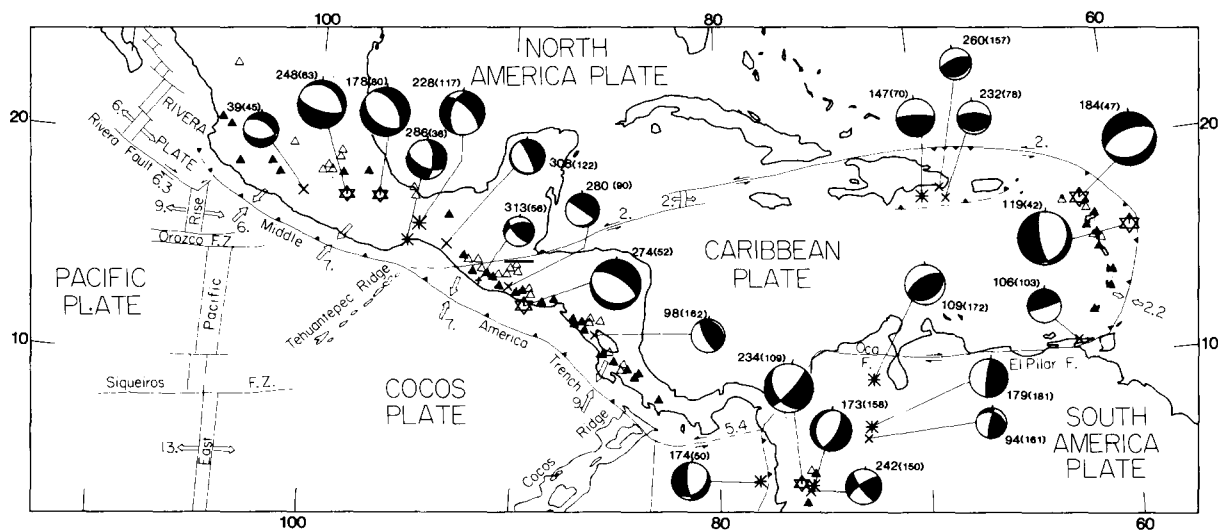 100
80
60
NORTH
AMERICA PLATE
260(157)
248(63)
178(80)
228(117)
147(70)
232(78)
184(47)
39(45)
286(36)
308(122)
20
20
6.
RIVERA
PLATE
Rivera Fault
6.3
280 (90)
2.
2.
2.
313(56)
119(42)
9.
Rise
6.
Orozco F.Z.
Middle
7.
274(52)
CARIBBEAN
PLATE
PACIFIC
PLATE
Tehuantepec Ridge
7.
America
109(172)
106(103)
2.2
98(162)
10
10
Pacific
Trench
Oca
F.
El Pilar F.
Siqueiros
F.Z.
COCOS
PLATE
9.
234(109)
173(158)
179(181)
94(161)
SOUTH
AMERICA
PLATE
13.
East
Ridge
Cocos
5.4
174(50)
242(150)
100
80
60